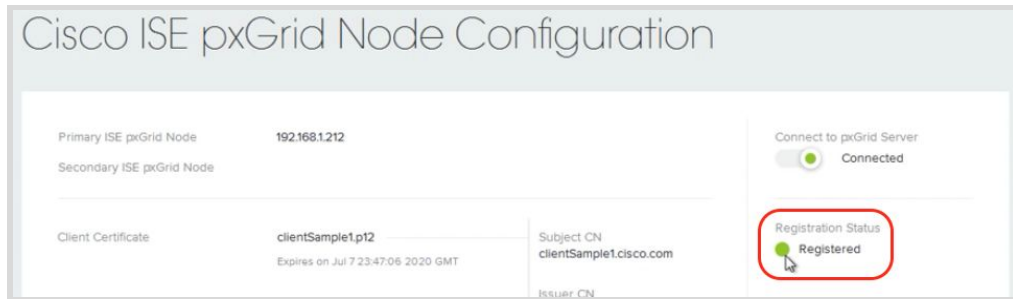 Cisco ISE pxGrid Node Configuration
Primary ISE pxGrid Node 192.168.1.212 Connect to pxGrid Server
Secondary ISE pxGrid Node Connected
Client Certificate clientSample1.p12 Subject CN Registration Status
Expires on Jul 7 23:47:06 2020 GMT clientSample1.cisco.com Registered
Issuer CN